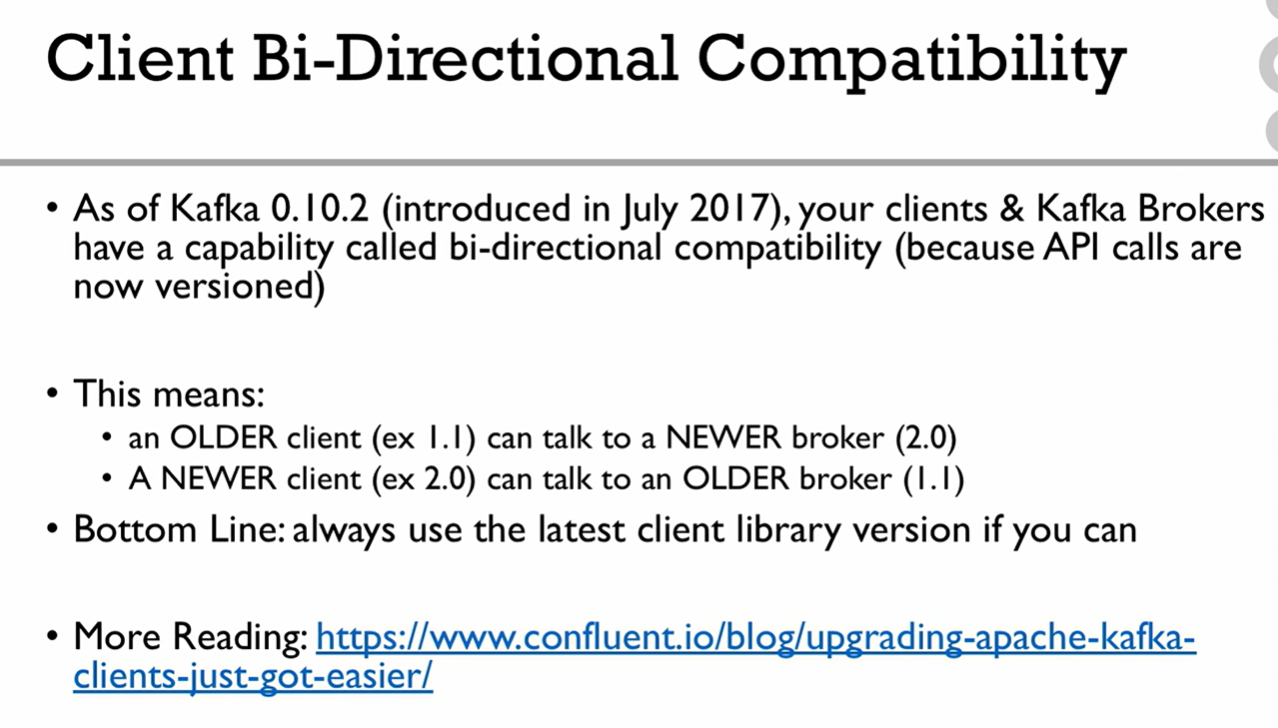 Client Bi-Directional Compatibility
• As of Kafka 0.10.2 (introduced in July 2017), your clients & Kafka Brokers
have a capability called bi-directional compatibility (because API calls are
now versioned)
• This means:
• an OLDER client (ex 1.1) can talk to a NEWER broker (2.0)
• A NEWER client (ex 2.0) can talk to an OLDER broker (1.1)
• Bottom Line: always use the latest client library version if you can
• More Reading: https://www.confluent.io/blog/upgrading-apache-kafka-
clients-just-got-easier/